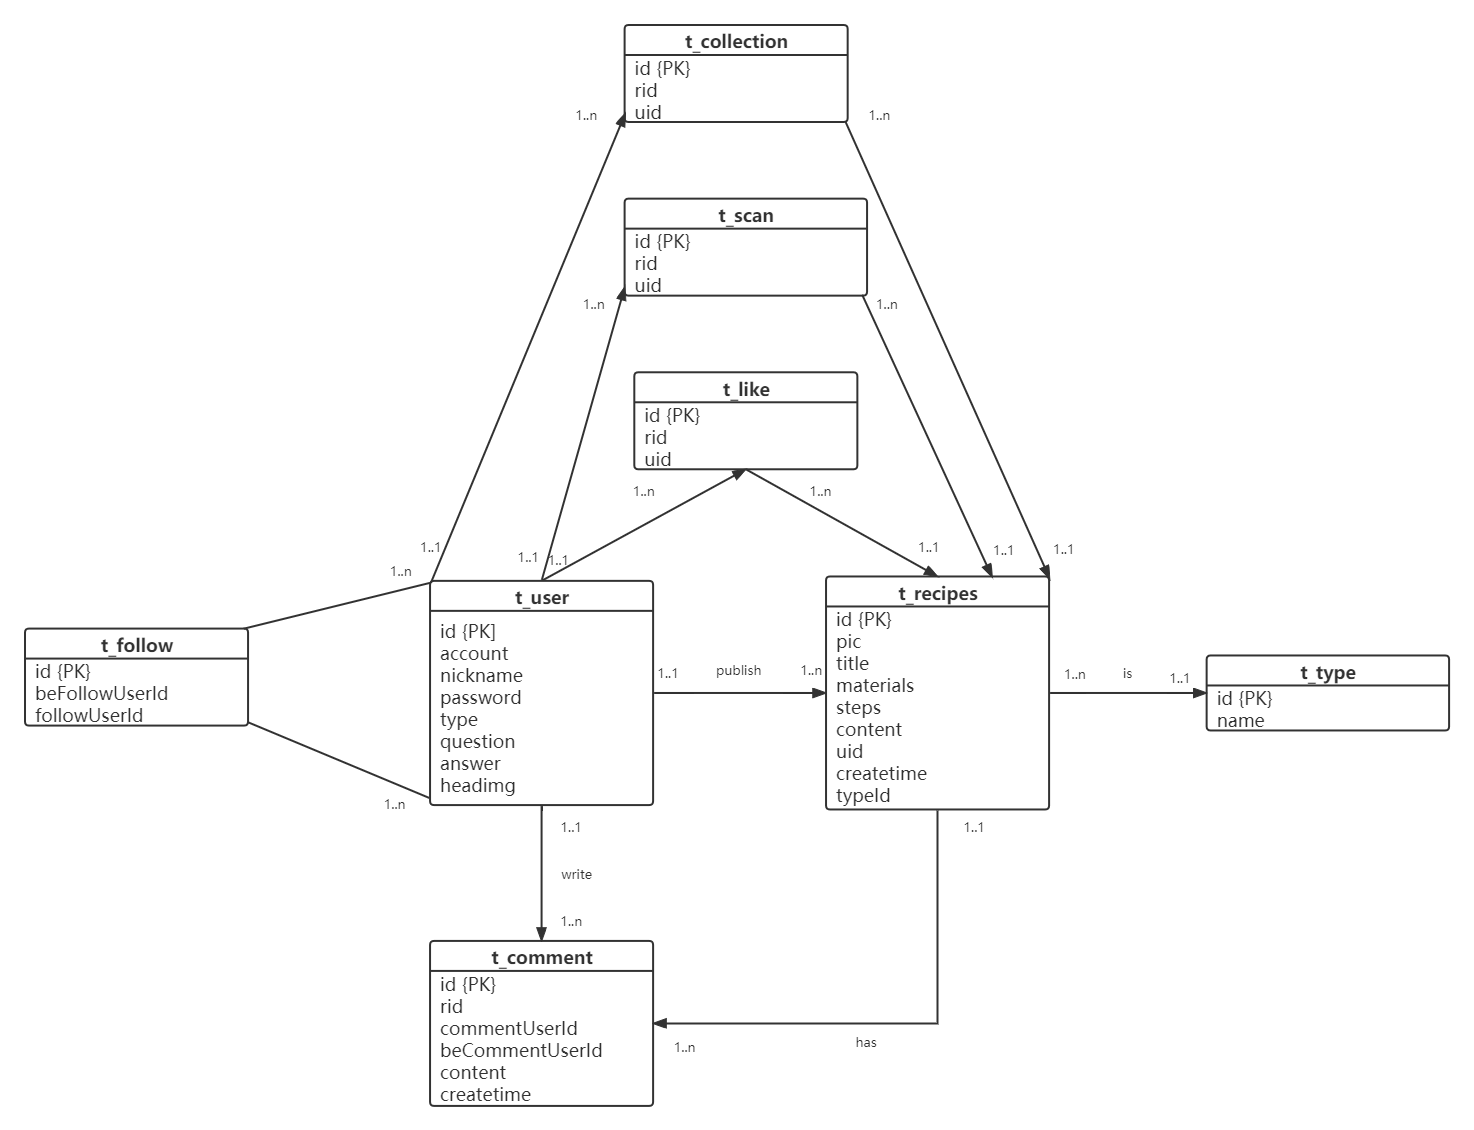 t_collection
id {PK}
rid
uid
1..n
1..n
t_scan
id {PK}
rid
uid
1..n
1..n
t_like
id {PK}
rid
uid
1..n
1..n
1..1
1..1
1..1
1..1
1..1
1..1
1..n
t_follow
id {PK}
beFollowUserId
followUserId
1..n
t_user
id {PK]
account
nickname
password
type
question
answer
headimg
1..1
publish
1..n
t_recipes
id {PK}
pic
title
materials
steps
content
uid
createtime
typeId
1..n
is
1..1
t_type
id {PK}
name
1..1
write
1..n
1..1
t_comment
id {PK}
rid
commentUserId
beCommentUserId
content
createtime
1..n
has